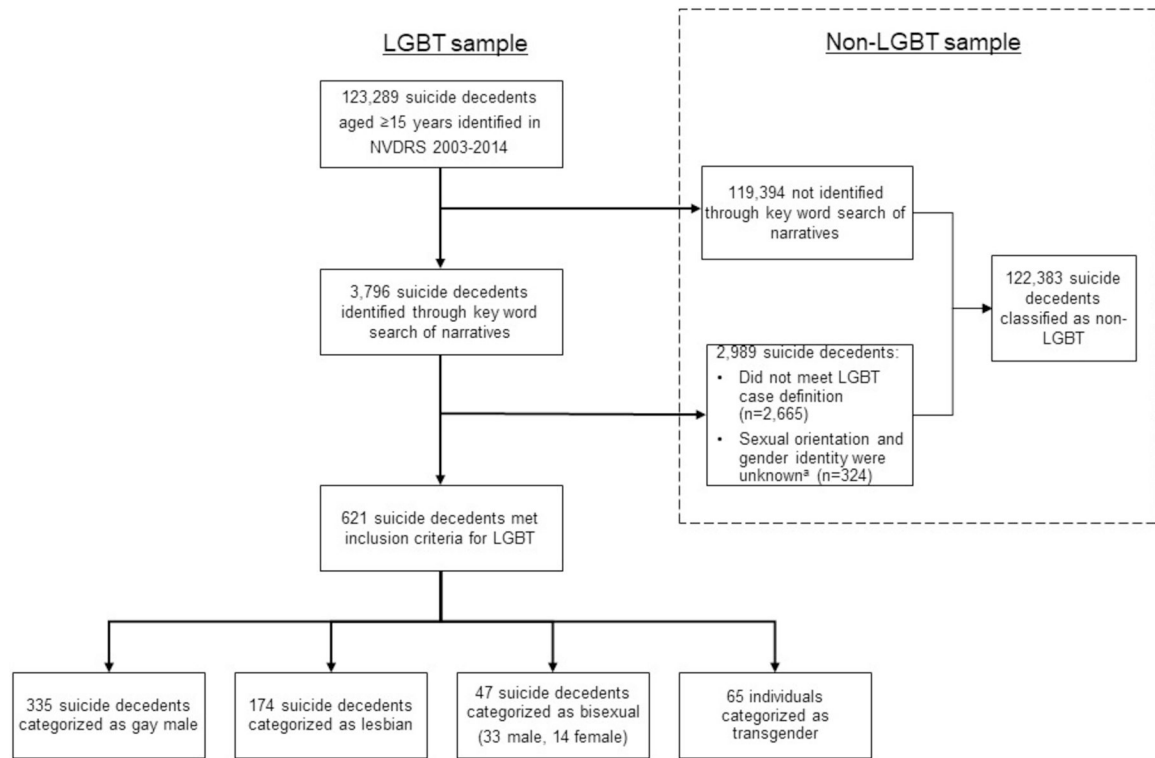 LGBT sample
Non-LGBT sample
123,289 suicide decedents
aged ≥15 years identified in
NVDRS 2003-2014
119,394 not identified
through key word search of
narratives
3,796 suicide decedents
identified through key word
search of narratives
122,383 suicide
decedents
classified as non-
LGBT
2,989 suicide decedents:
• Did not meet LGBT
case definition
(n=2,665)
• Sexual orientation and
gender identity were
unknownª (n=324)
621 suicide decedents met
inclusion criteria for LGBT
335 suicide decedents
categorized as gay male
174 suicide decedents
categorized as lesbian
47 suicide decedents
categorized as bisexual
(33 male, 14 female)
65 individuals
categorized as
transgender